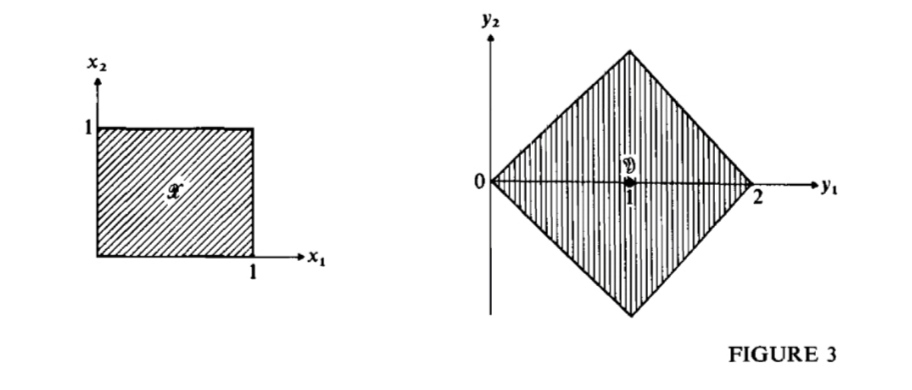 x₂
1
𝒳
1
x₁
y₂
0
𝒟
1
2
y₁
FIGURE 3